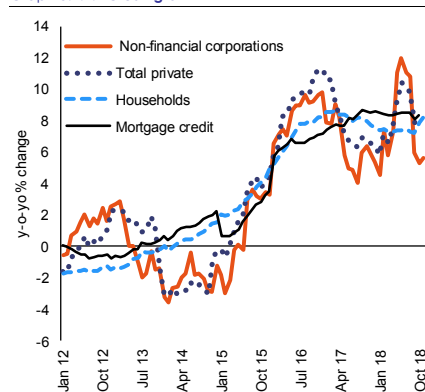 14
12
10
8
6
4
2
0
-2
-4
-6
y-o-yo % change
Non-financial corporations
Total private
Households
Mortgage credit
Jan 12
Oct 12
Jul 13
Apr 14
Jan 15
Oct 15
Jul 16
Apr 17
Jan 18
Oct 18